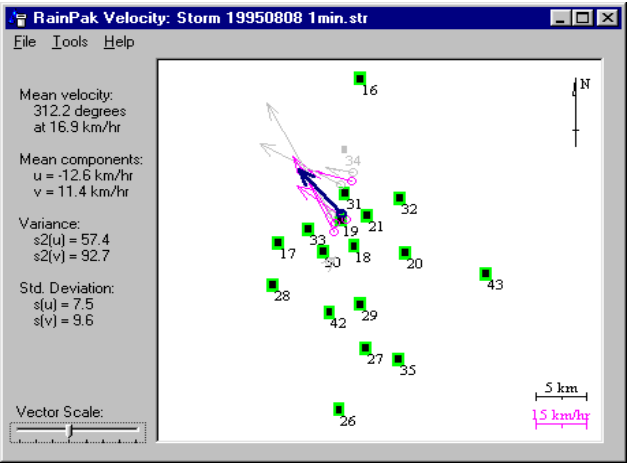 RainPak Velocity: Storm 19950808 1min.str
File Tools Help
Mean velocity:
312.2 degrees
at 16.9 km/hr
Mean components:
u = -12.6 km/hr
v = 11.4 km/hr
Variance:
s2(u) = 57.4
s2(v) = 92.7
Std. Deviation:
s(u) = 7.5
s(v) = 9.6
Vector Scale:
N
16
34
31
32
19
21
33
17
30
18
20
43
28
42
29
27
35
26
5 km
15 km/hr